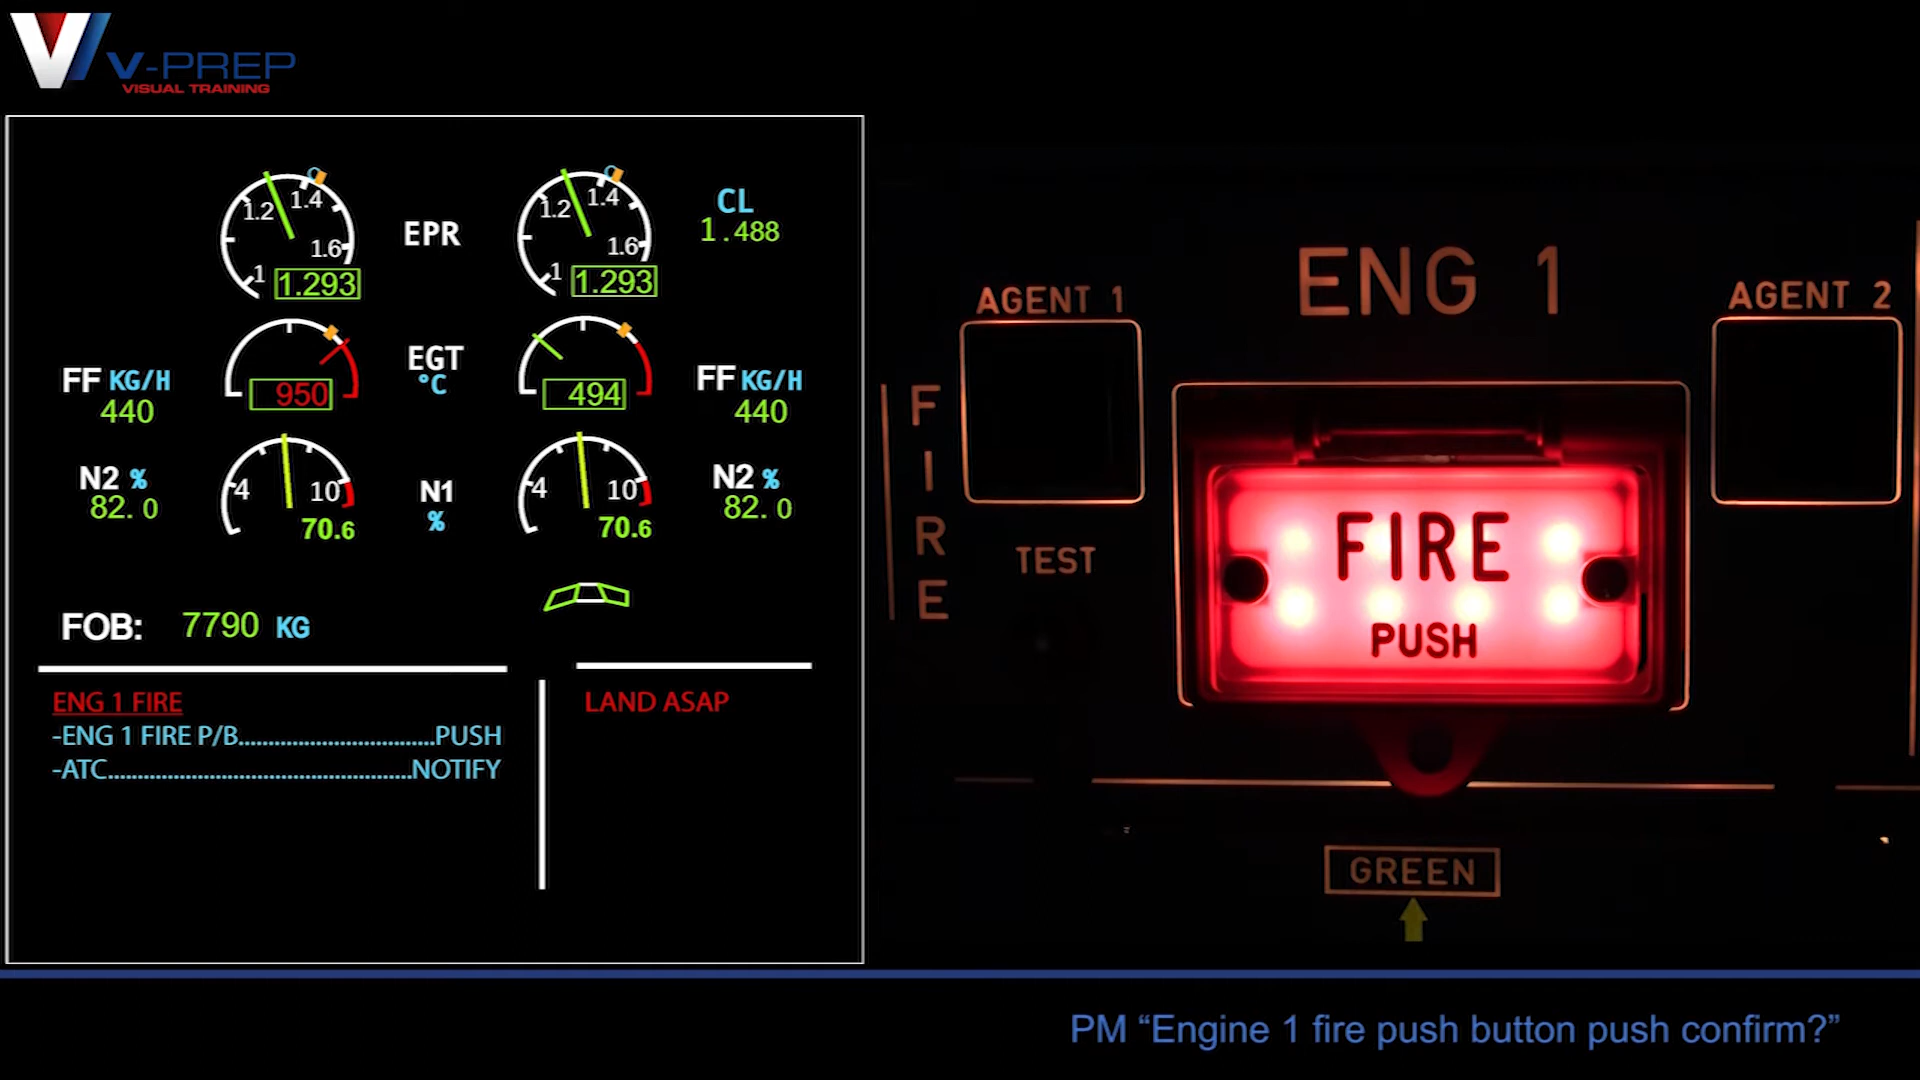 V-PREP
VISUAL TRAINING
1.2 1.4 1.6 1
1.293
EPR
1.2 1.4 1.6 1
1.293
CL
1.488
FF KG/H
440
950
EGT
°C
494
FF KG/H
440
N2 %
82.0
4 10
70.6
N1
%
4 10
70.6
N2 %
82.0
FOB: 7790 KG
ENG 1 FIRE
-ENG 1 FIRE P/B.................................PUSH
-ATC...................................................NOTIFY
LAND ASAP
ENG 1
AGENT 1
AGENT 2
FIRE
TEST
FIRE
PUSH
GREEN
PM “Engine 1 fire push button push confirm?”